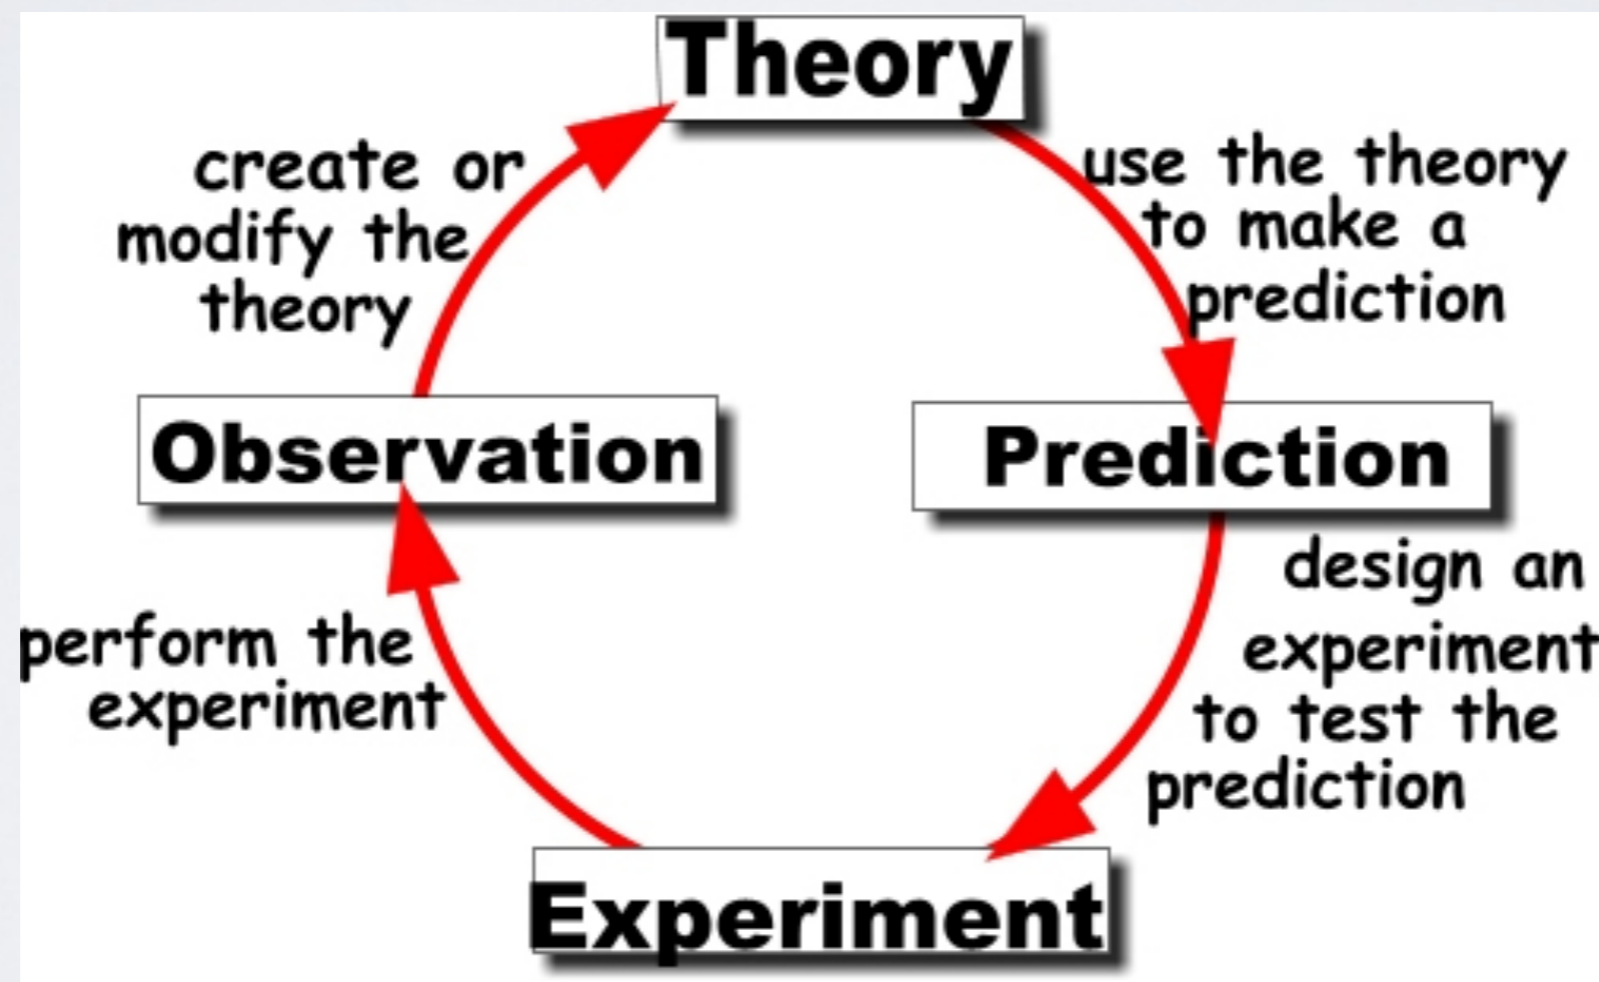 Theory
use the theory
to make a
prediction
Prediction
design an
experiment
to test the
prediction
Experiment
perform the
experiment
Observation
create or
modify the
theory